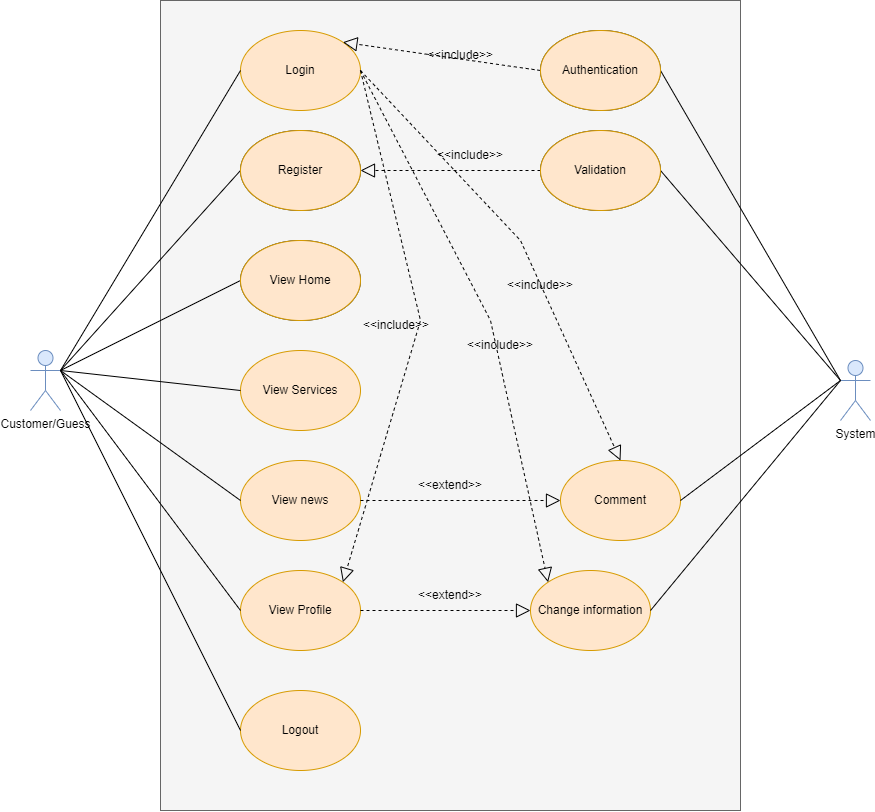 Login
<<include>>
Authentication
Register
<<include>>
Validation
View Home
<<include>>
<<include>>
<<include>>
View Services
Customer/Guess
System
View news
<<extend>>
Comment
View Profile
<<extend>>
Change information
Logout